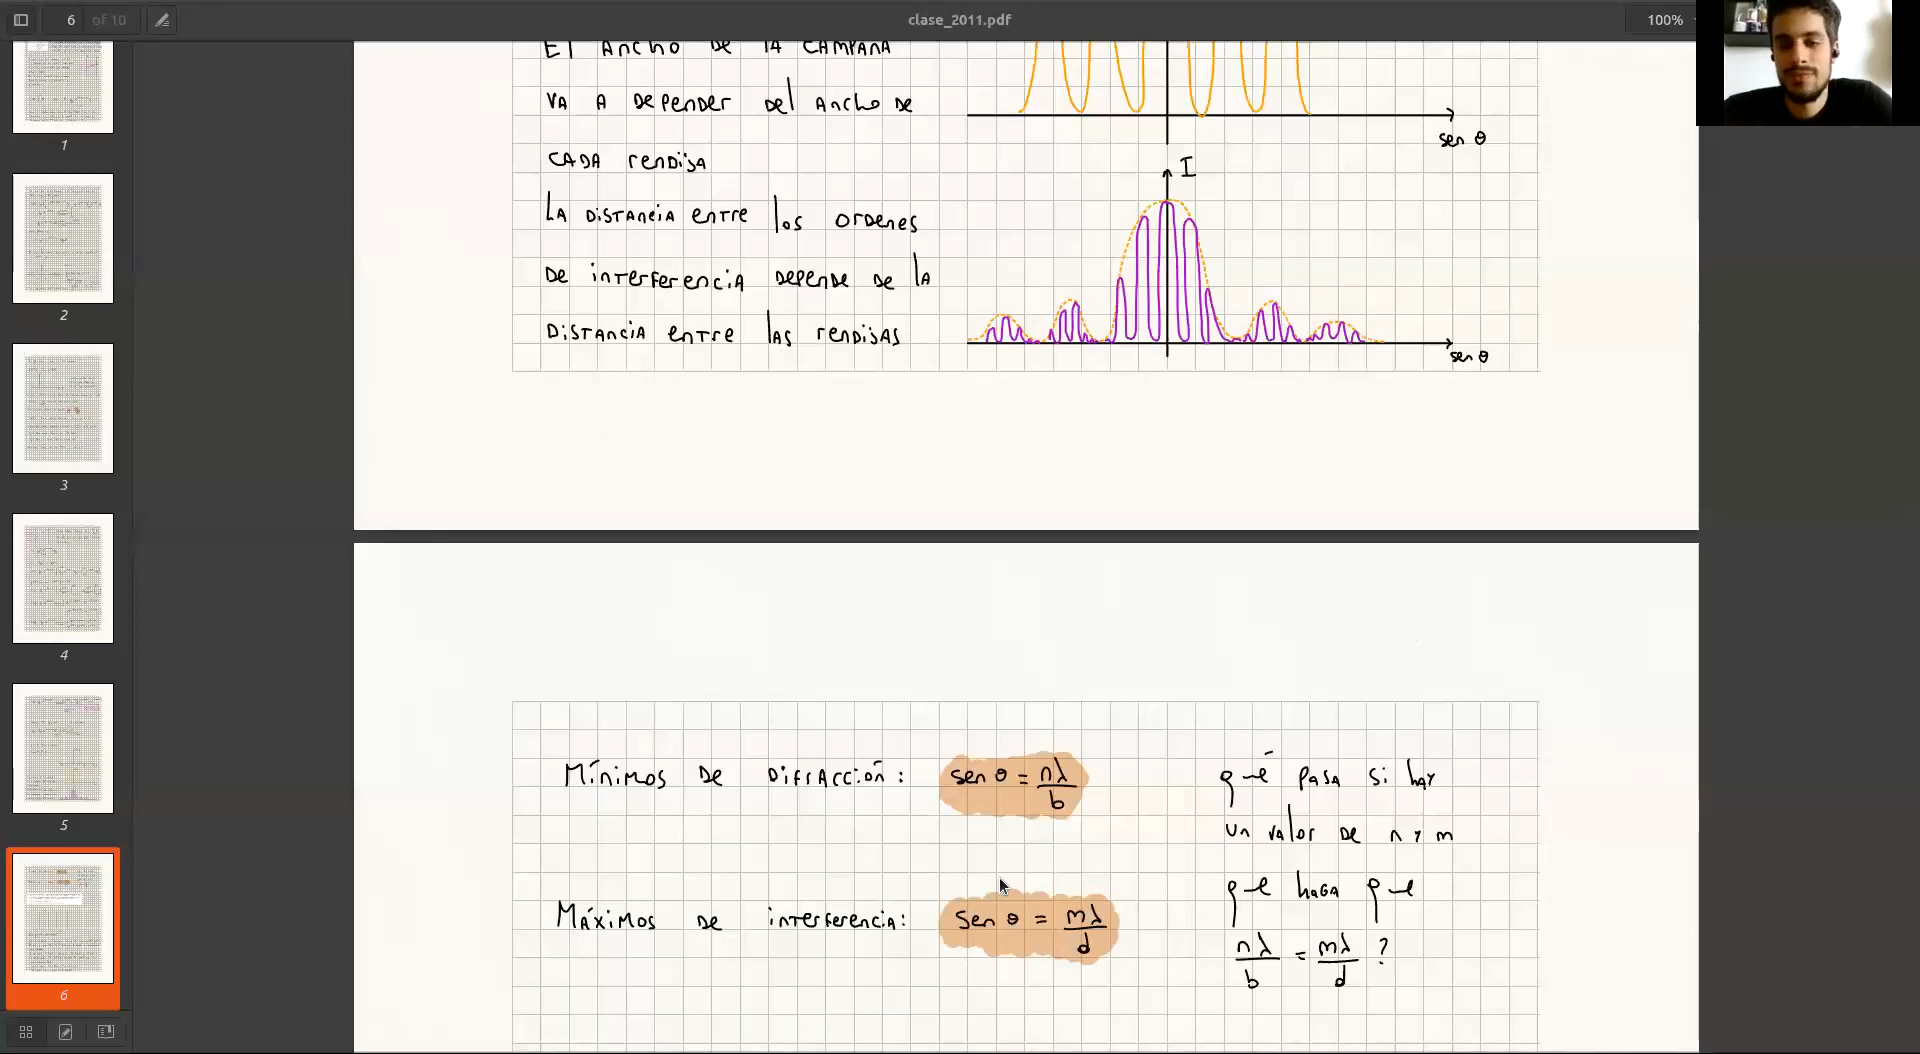 6 of 10
clase_2011.pdf
100%
El Ancho de la campana
va a depender del ancho de
cada rendija
La distancia entre los ordenes
de interferencia depende de la
distancia entre las rendijas
sen θ
I
sen θ
1
2
3
4
5
6
Mínimos de difracción: sen θ = nλ/b
Máximos de interferencia: sen θ = mλ/d
qué pasa si hay
un valor de n y m
que haga que
nλ/b = mλ/d ?